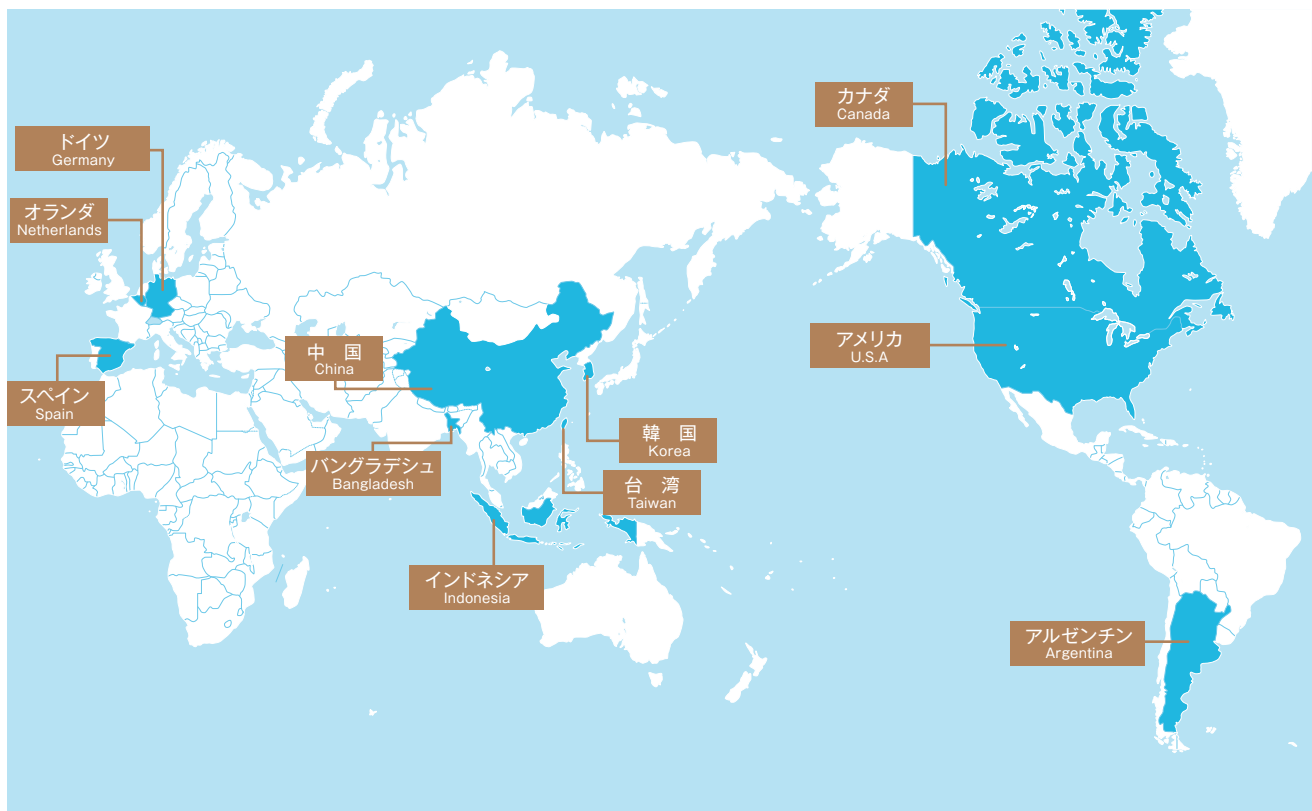 カナダ
Canada
ドイツ
Germany
オランダ
Netherlands
アメリカ
U.S.A
中　国
China
スペイン
Spain
韓　国
Korea
バングラデシュ
Bangladesh
台　湾
Taiwan
インドネシア
Indonesia
アルゼンチン
Argentina